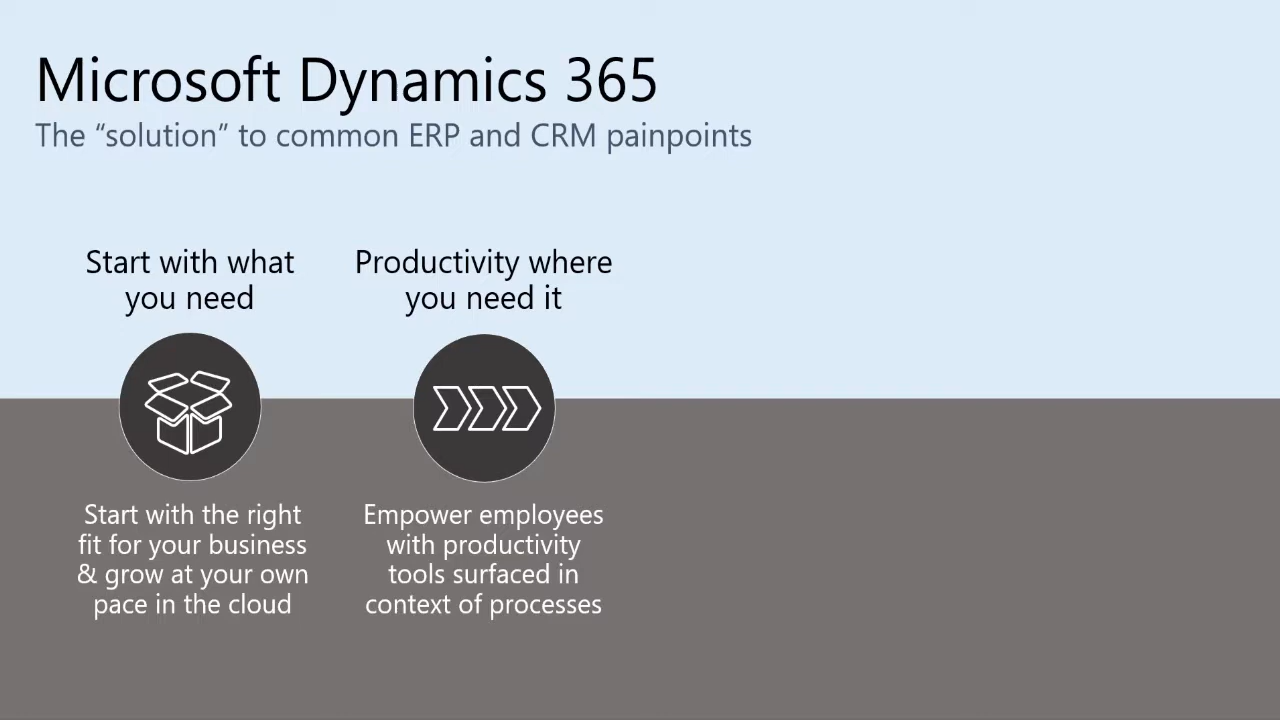 Microsoft Dynamics 365
The “solution” to common ERP and CRM painpoints
Start with what
you need
Productivity where
you need it
Start with the right
fit for your business
& grow at your own
pace in the cloud
Empower employees
with productivity
tools surfaced in
context of processes